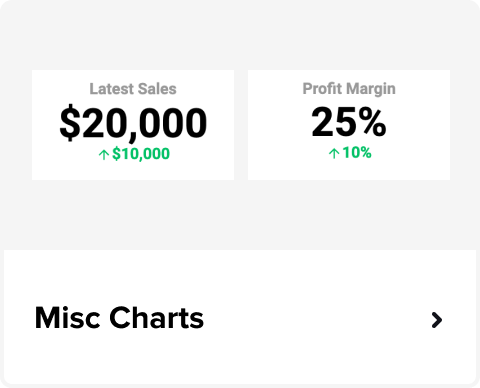 Latest Sales
$20,000
↑$10,000
Profit Margin
25%
↑10%
Misc Charts